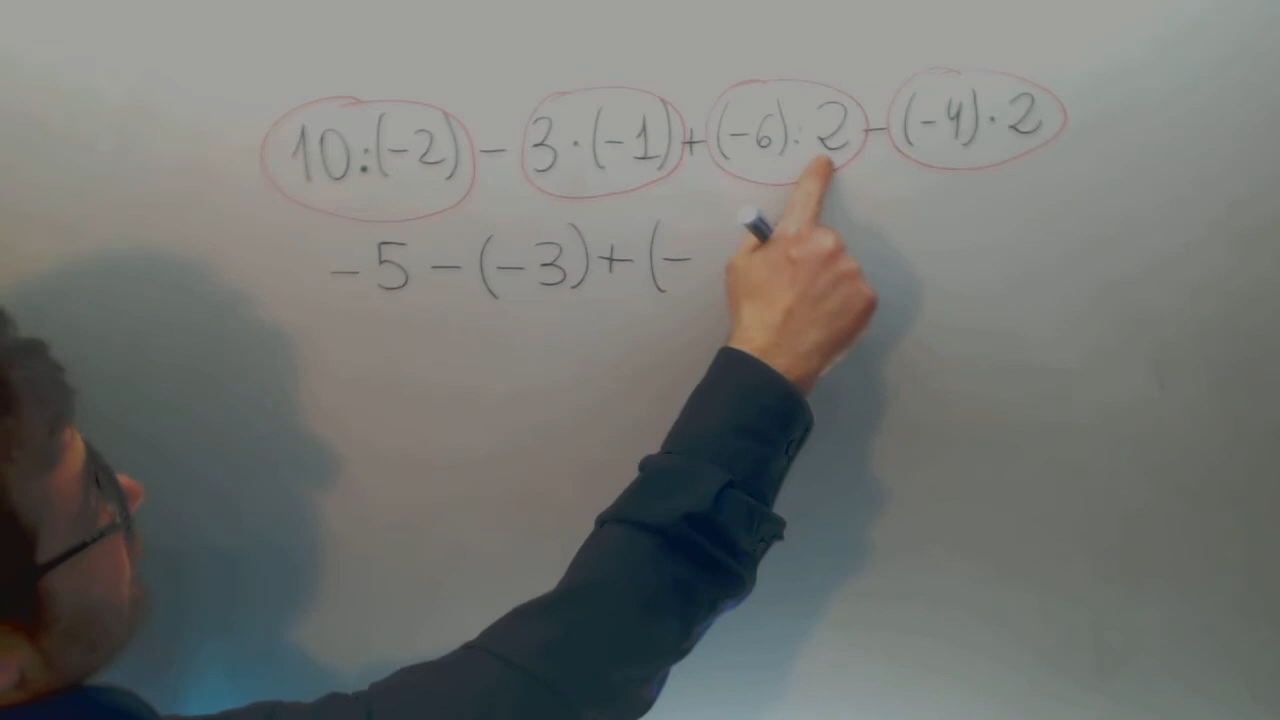 10:(-2) - 3·(-1) + (-6):2 - (-4)·2
-5 - (-3) + (-